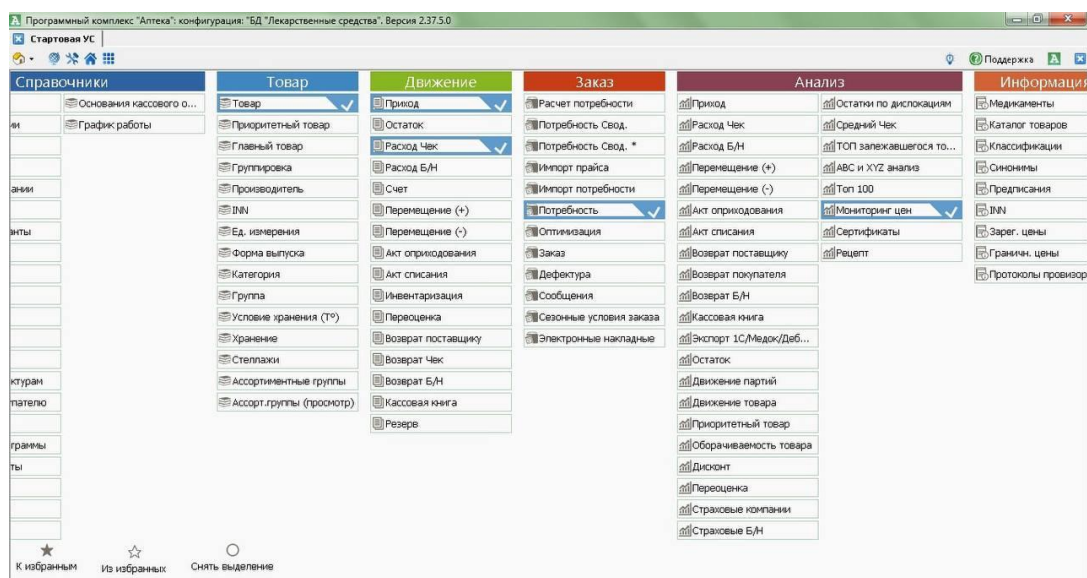 Программный комплекс "Аптека": конфигурация: "БД "Лекарственные средства". Версия 2.37.5.0
Стартовая УС
Поддержка
Справочники
Основания кассового о...
ии
График работы
ании
анты
ктурам
пателю
граммы
ты
Товар
Товар
Приоритетный товар
Главный товар
Группировка
Производитель
INN
Ед. измерения
Форма выпуска
Категория
Группа
Условие хранения (Т°)
Хранение
Стеллажи
Ассортиментные группы
Ассорт.группы (просмотр)
Движение
Приход
Остаток
Расход Чек
Расход Б/Н
Счет
Перемещение (+)
Перемещение (-)
Акт оприходования
Акт списания
Инвентаризация
Переоценка
Возврат поставщику
Возврат Чек
Возврат Б/Н
Кассовая книга
Резерв
Заказ
Расчет потребности
Потребность Свод.
Потребность Свод. *
Импорт прайса
Импорт потребности
Потребность
Оптимизация
Заказ
Дефектура
Сообщения
Сезонные условия заказа
Электронные накладные
Анализ
Приход
Расход Чек
Расход Б/Н
Перемещение (+)
Перемещение (-)
Акт оприходования
Акт списания
Возврат поставщику
Возврат покупателя
Возврат Б/Н
Кассовая книга
Экспорт 1С/Медок/Деб...
Остаток
Движение партий
Движение товара
Приоритетный товар
Оборачиваемость товара
Дисконт
Переоценка
Страховые компании
Страховые Б/Н
Остатки по дислокациям
Средний Чек
ТОП залежавшегося то...
ABC и XYZ анализ
Топ 100
Мониторинг цен
Сертификаты
Рецепт
Информация
Медикаменты
Каталог товаров
Классификации
Синонимы
Предписания
INN
Зарег. цены
Граничн. цены
Протоколы провизор
К избранным
Из избранных
Снять выделение